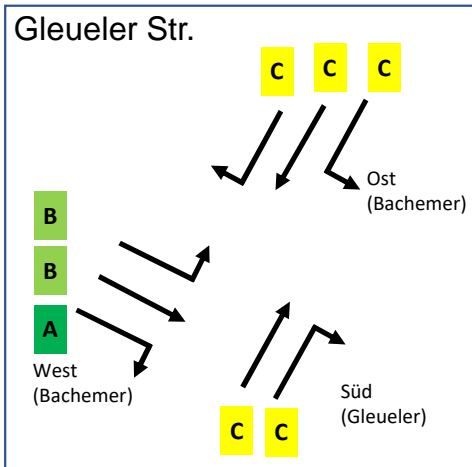 Gleueler Str.
C C C
Ost
(Bachemer)
B
B
A
West
(Bachemer)
Süd
(Gleueler)
C C